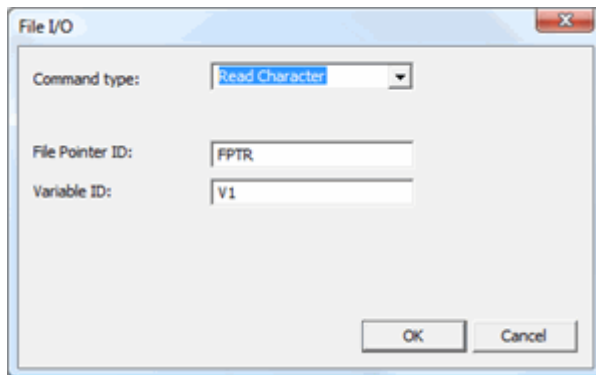 File I/O
Command type: Read Character
File Pointer ID: FPTR
Variable ID: V1
OK Cancel